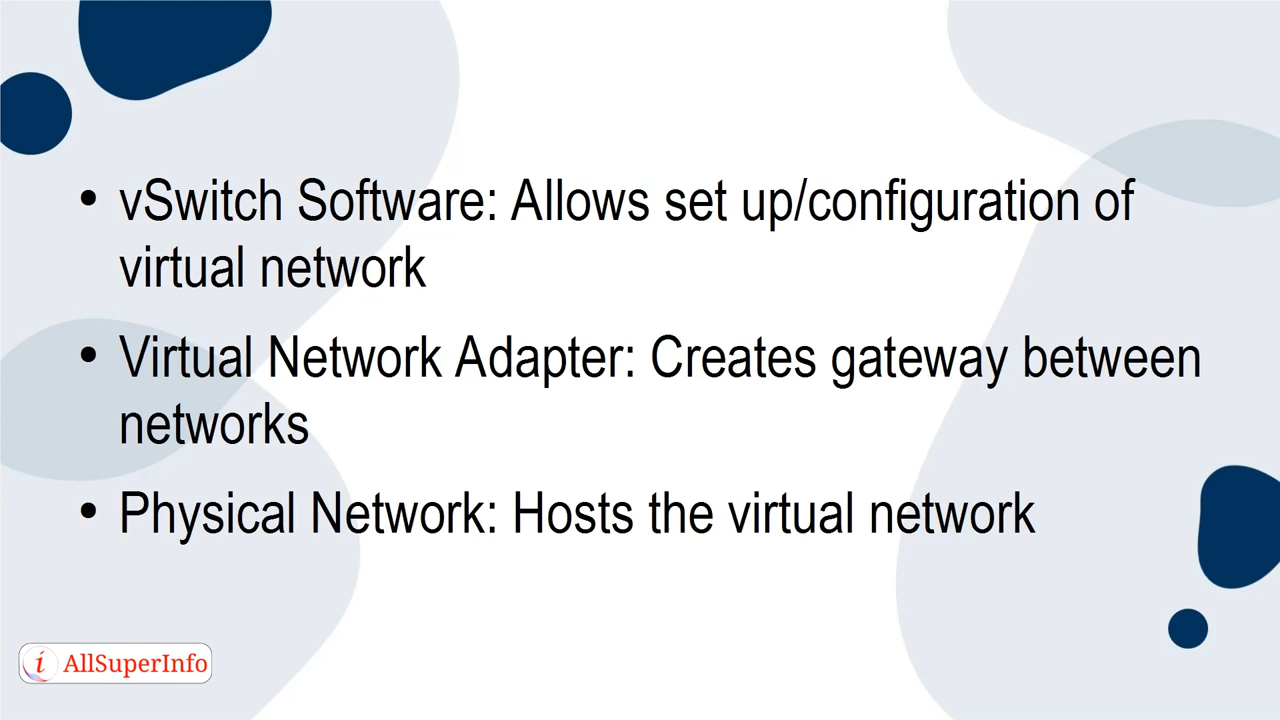 • vSwitch Software: Allows set up/configuration of
virtual network
• Virtual Network Adapter: Creates gateway between
networks
• Physical Network: Hosts the virtual network
i AllSuperInfo